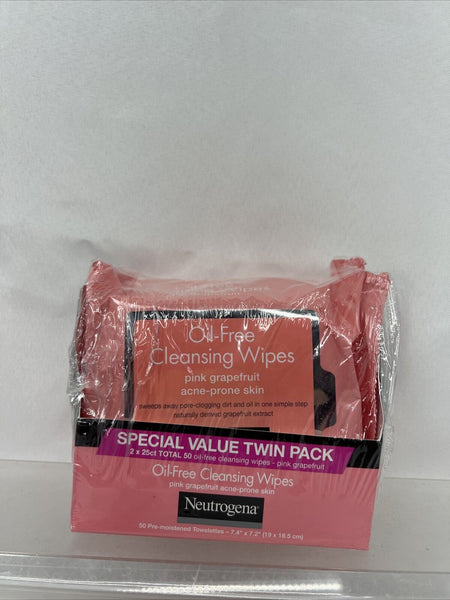 Oil-Free
Cleansing Wipes
pink grapefruit
acne-prone skin
sweeps away pore-clogging dirt and oil in one simple step
naturally derived grapefruit extract
SPECIAL VALUE TWIN PACK
2 x 25ct TOTAL 50 oil-free cleansing wipes - pink grapefruit
Oil-Free Cleansing Wipes
pink grapefruit acne-prone skin
Neutrogena®
50 Pre-moistened Towelettes – 7.4" x 7.2" (19 x 18.5 cm)